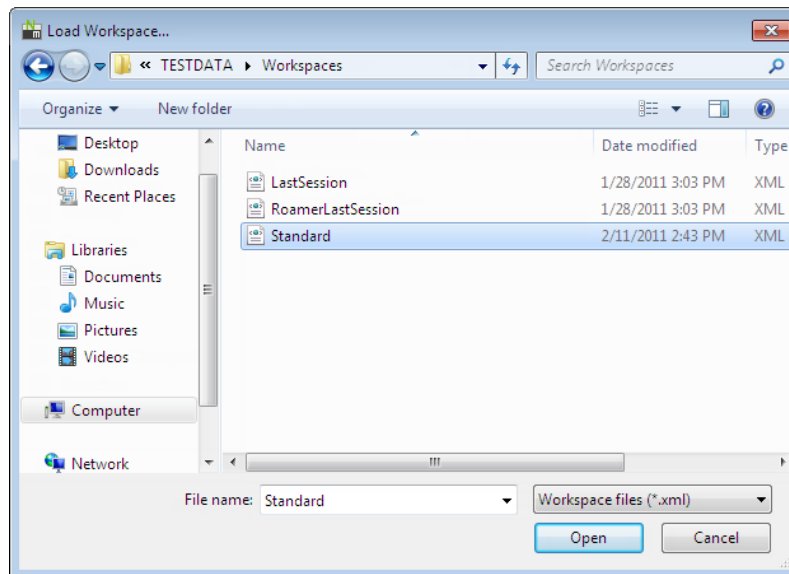 Load Workspace...
« TESTDATA ▸ Workspaces
Search Workspaces
Organize
New folder
Desktop
Downloads
Recent Places
Libraries
Documents
Music
Pictures
Videos
Computer
Network
Name Date modified Type
LastSession 1/28/2011 3:03 PM XML
RoamerLastSession 1/28/2011 3:03 PM XML
Standard 2/11/2011 2:43 PM XML
File name: Standard Workspace files (*.xml)
Open Cancel